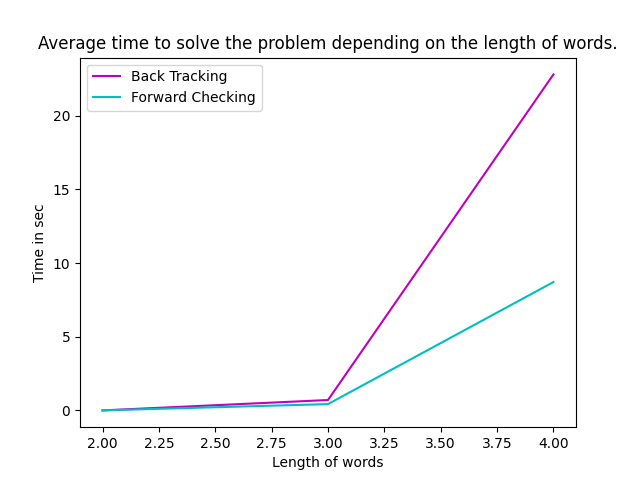 Average time to solve the problem depending on the length of words.
Back Tracking
Forward Checking
20
15
10
5
0
Time in sec
2.00 2.25 2.50 2.75 3.00 3.25 3.50 3.75 4.00
Length of words